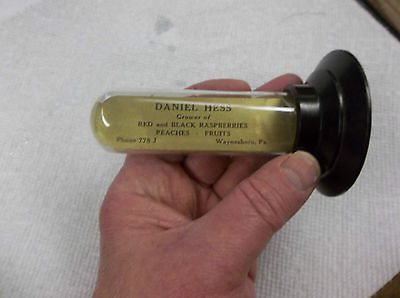 DANIEL HESS
Grower of
RED and BLACK RASPBERRIES
PEACHES - FRUITS
Phone 778 J Waynesboro, Pa.